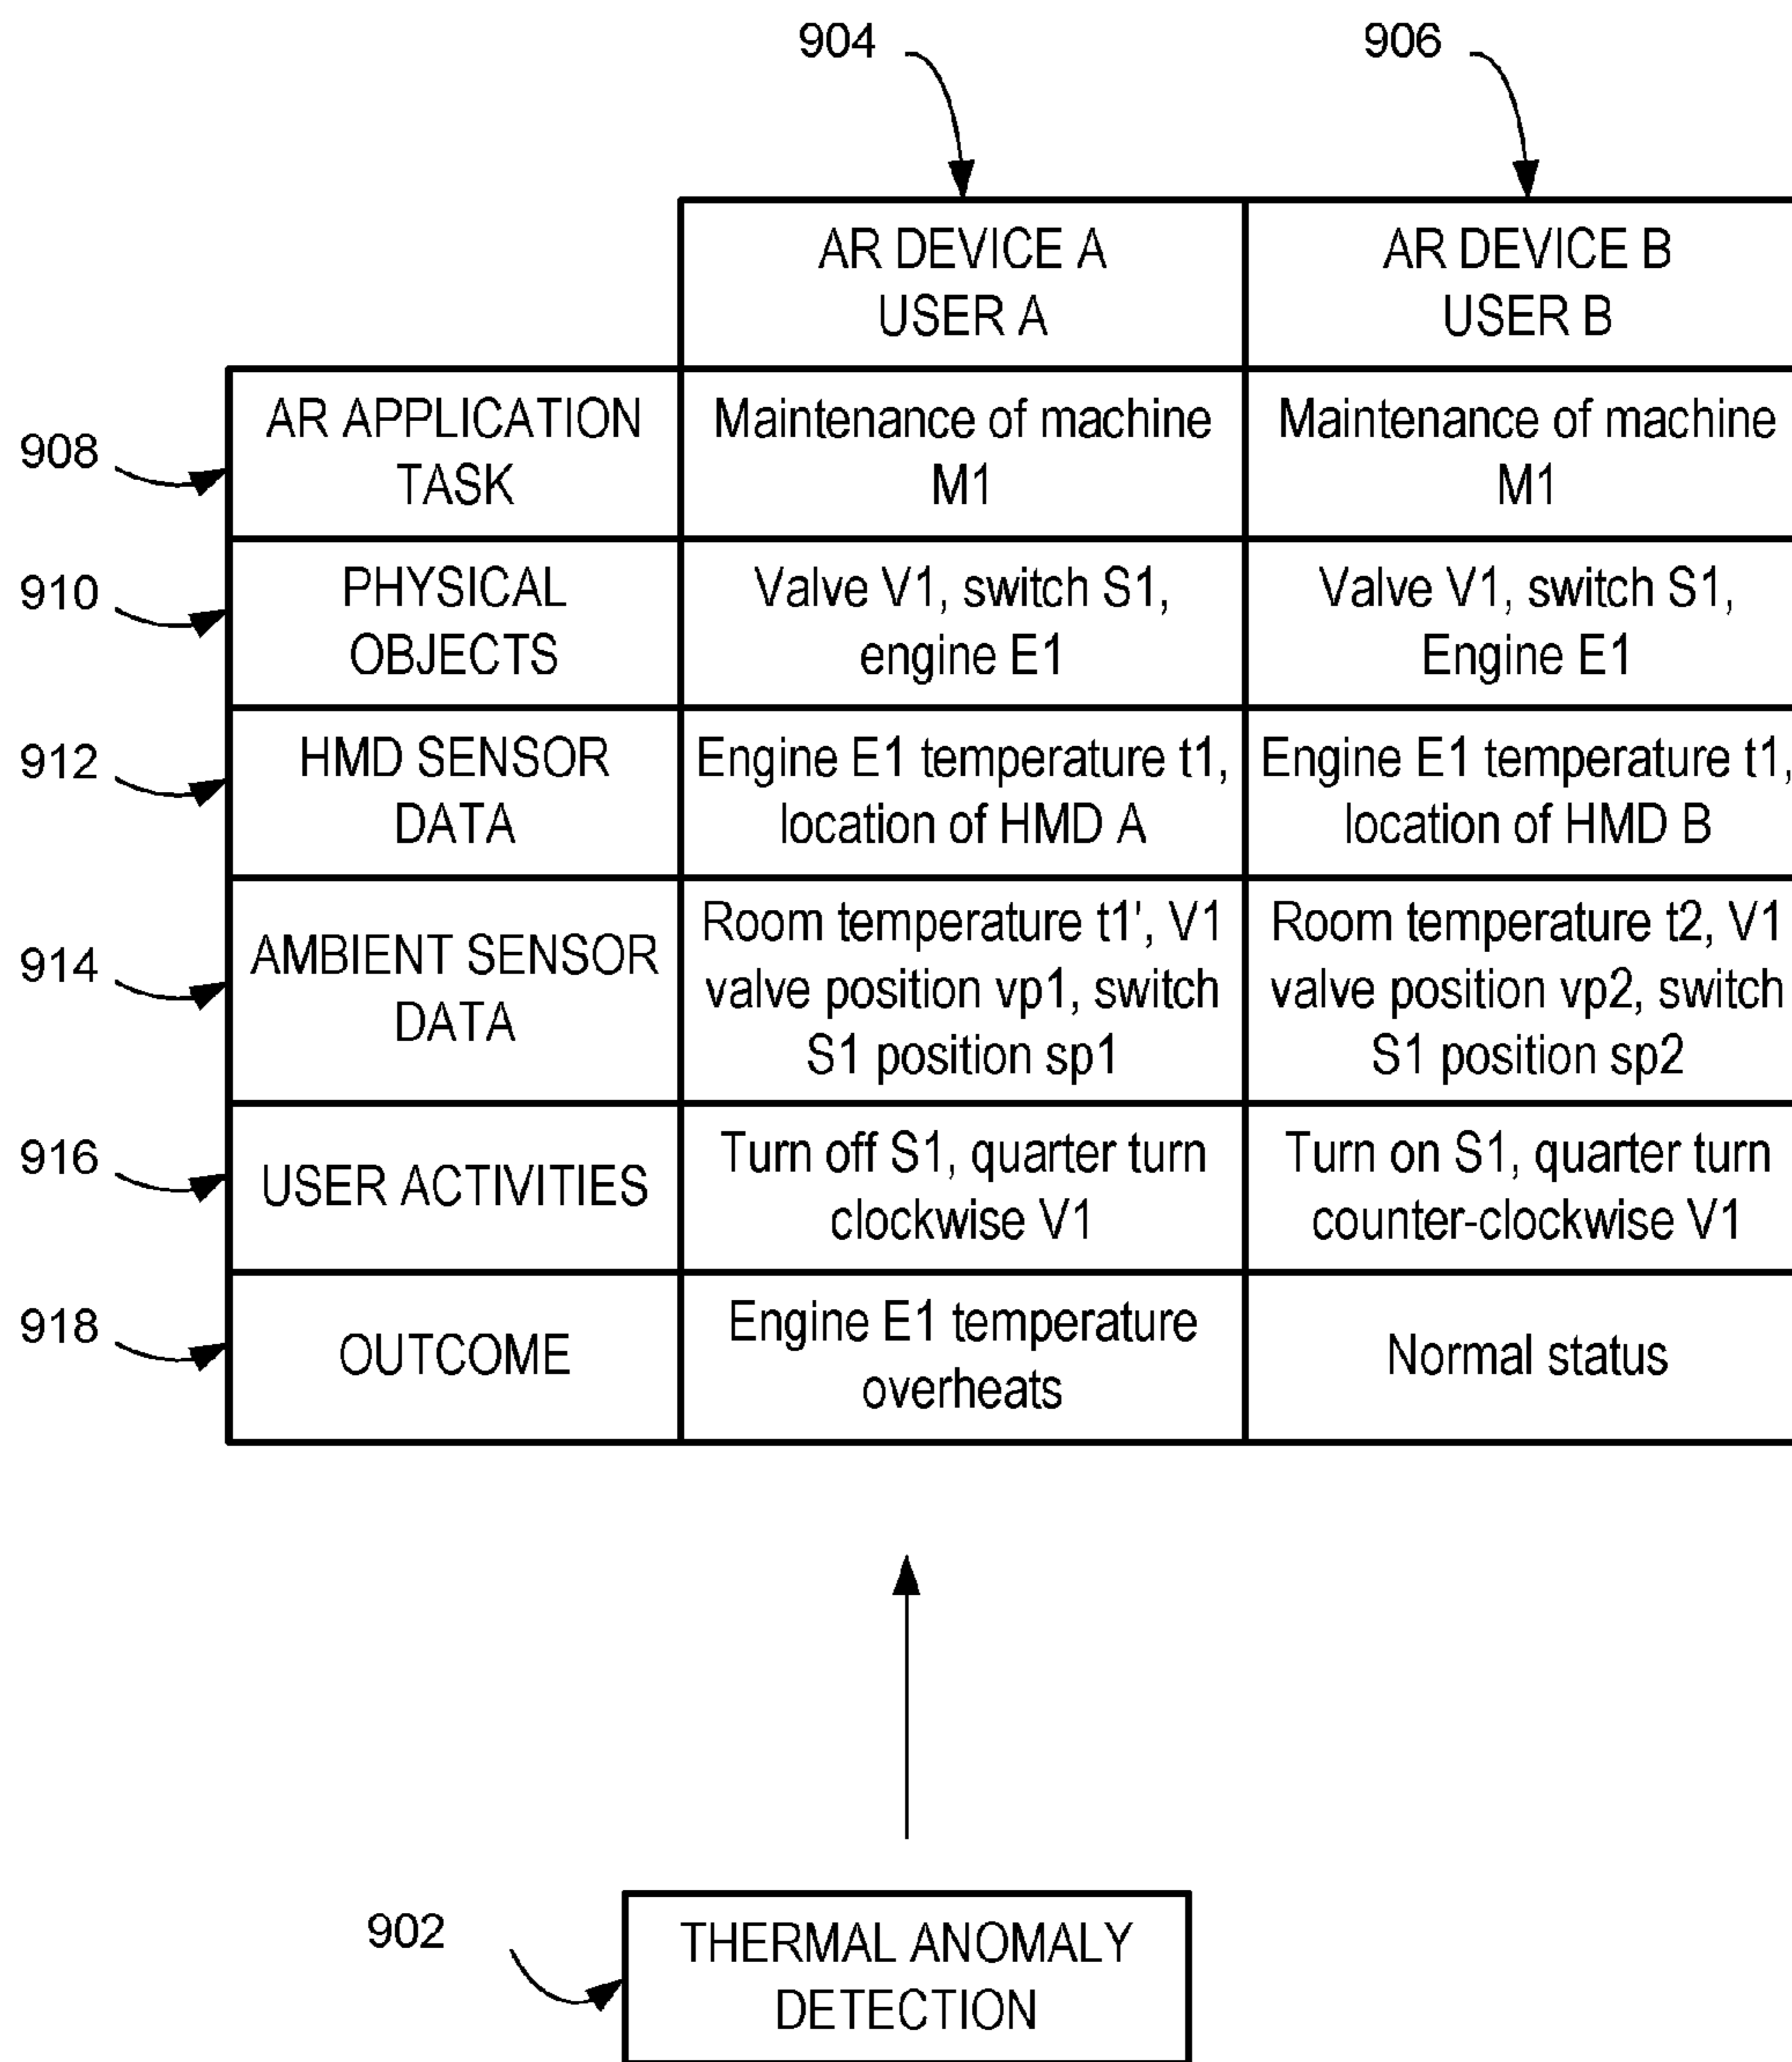 904
906
AR DEVICE A
USER A
AR DEVICE B
USER B
908
AR APPLICATION
TASK
Maintenance of machine
M1
Maintenance of machine
M1
910
PHYSICAL
OBJECTS
Valve V1, switch S1,
engine E1
Valve V1, switch S1,
Engine E1
912
HMD SENSOR
DATA
Engine E1 temperature t1,
location of HMD A
Engine E1 temperature t1,
location of HMD B
914
AMBIENT SENSOR
DATA
Room temperature t1', V1
valve position vp1, switch
S1 position sp1
Room temperature t2, V1
valve position vp2, switch
S1 position sp2
916
USER ACTIVITIES
Turn off S1, quarter turn
clockwise V1
Turn on S1, quarter turn
counter-clockwise V1
918
OUTCOME
Engine E1 temperature
overheats
Normal status
902
THERMAL ANOMALY
DETECTION